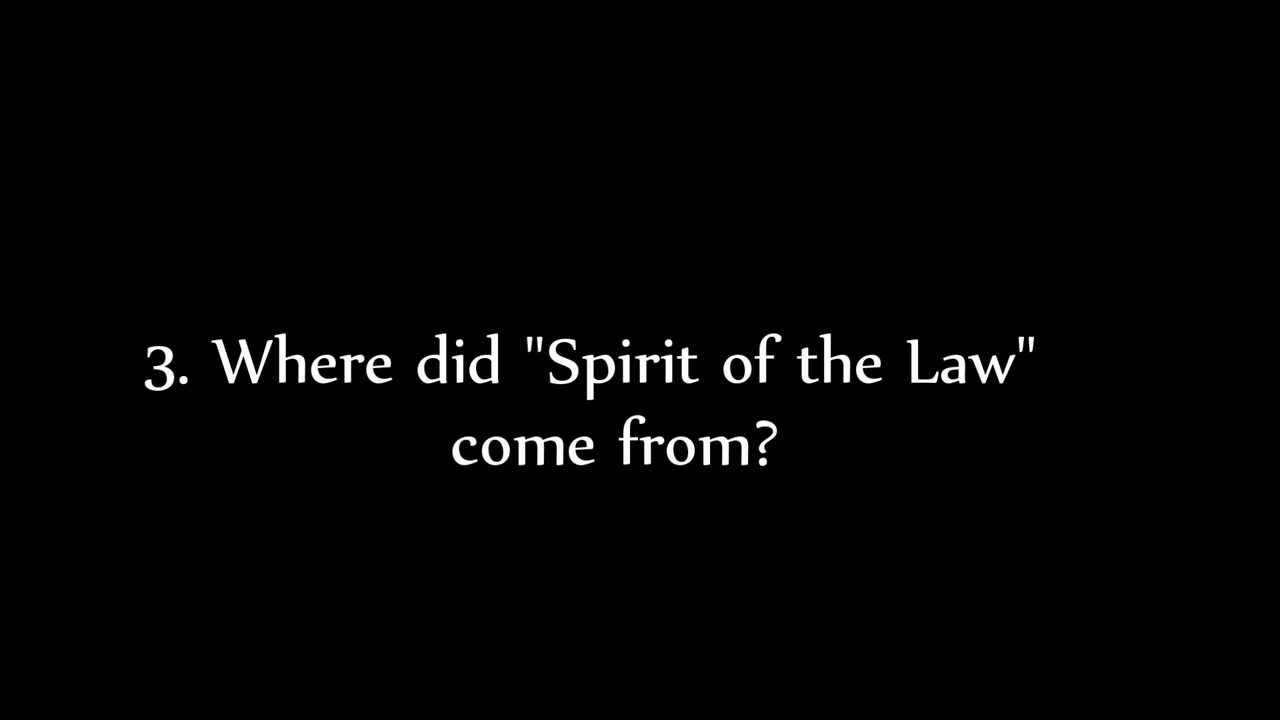 3. Where did "Spirit of the Law"
come from?